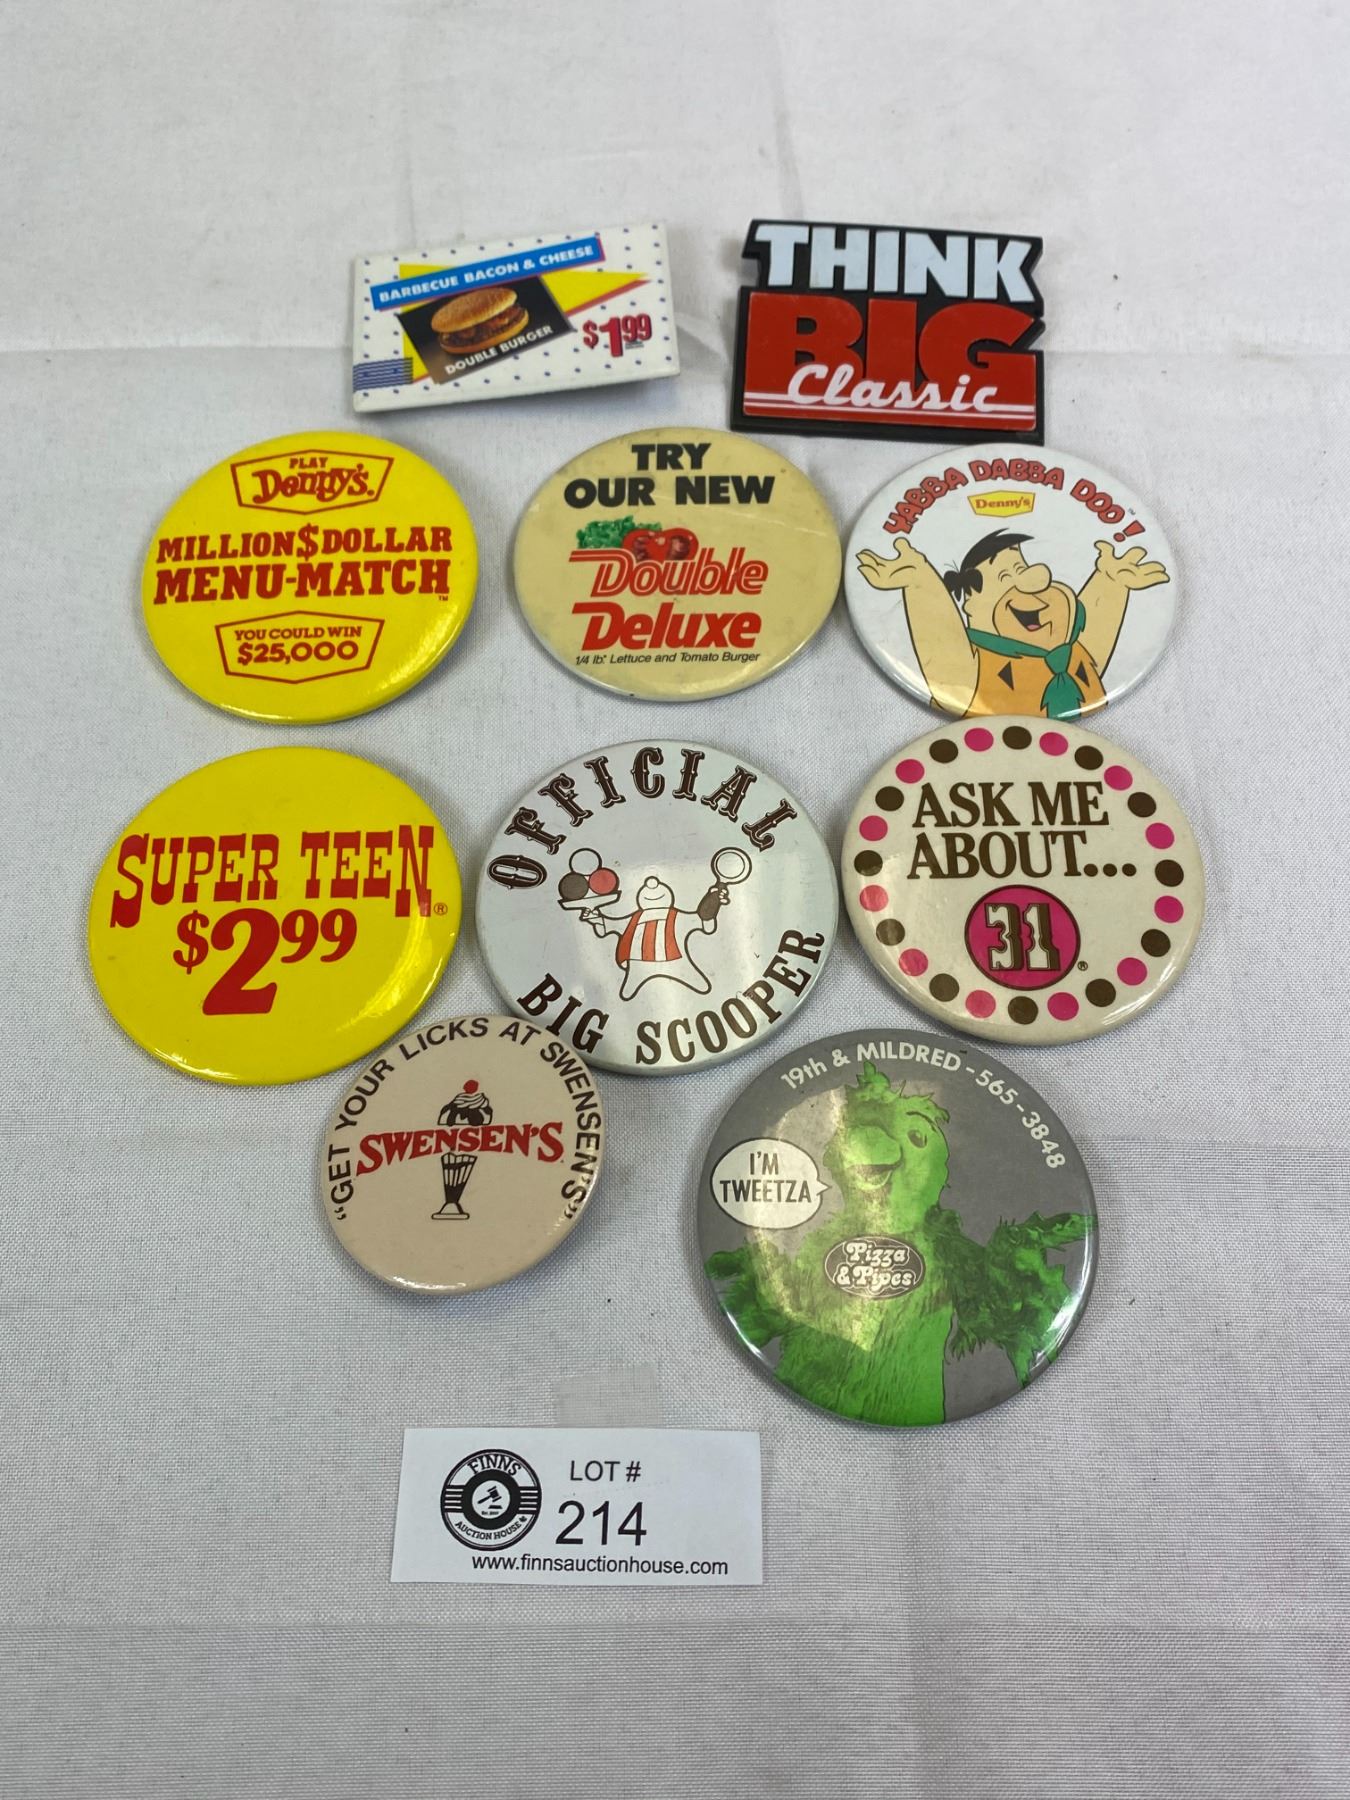 BARBECUE BACON & CHEESE
DOUBLE BURGER
$1.99
THINK
BIG
Classic
PLAY
Denny's®
MILLION$DOLLAR
MENU-MATCH™
YOU COULD WIN
$25,000
TRY
OUR NEW
Double
Deluxe
1/4 lb.* Lettuce and Tomato Burger
YABBA DABBA DOO!™
Denny's
SUPER TEEN®
$2.99
OFFICIAL
BIG SCOOPER
ASK ME
ABOUT...
31®
"GET YOUR LICKS AT SWENSEN'S"
SWENSEN'S
19th & MILDRED - 565-3848
I'M
TWEETZA
Pizza
& Pipes
FINNS
AUCTION HOUSE
LOT #
214
www.finnsauctionhouse.com